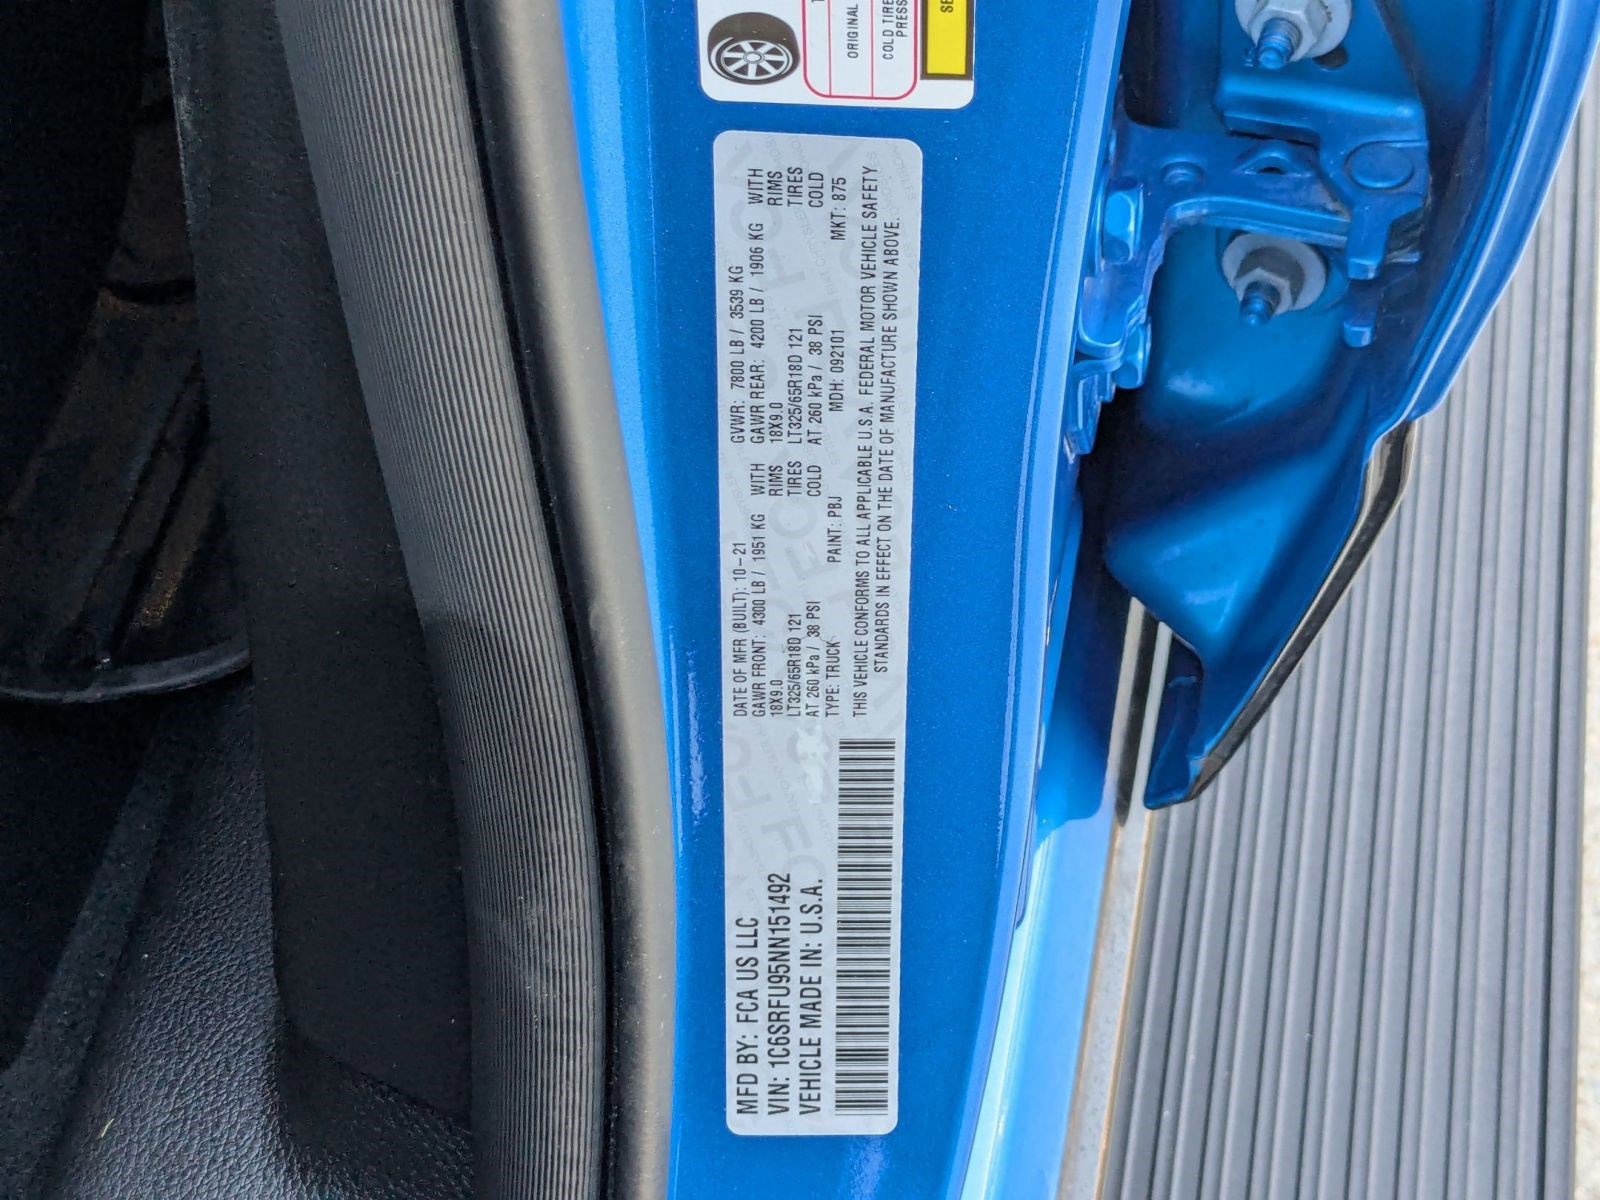 ORIGINAL
COLD TIRE
PRESS
SE
MFD BY: FCA US LLC
VIN: 1C6SRFU95NN151492
VEHICLE MADE IN: U.S.A.
DATE OF MFR (BUILT): 10-21 GVWR: 7800 LB / 3539 KG
GAWR FRONT: 4300 LB / 1951 KG WITH GAWR REAR: 4200 LB / 1906 KG WITH
18X9.0 RIMS 18X9.0 RIMS
LT325/65R18D 121 TIRES LT325/65R18D 121 TIRES
AT 260 kPa / 38 PSI COLD AT 260 kPa / 38 PSI COLD
TYPE: TRUCK PAINT: PBJ MDH: 092101 MKT: 875
THIS VEHICLE CONFORMS TO ALL APPLICABLE U.S.A. FEDERAL MOTOR VEHICLE SAFETY
STANDARDS IN EFFECT ON THE DATE OF MANUFACTURE SHOWN ABOVE.